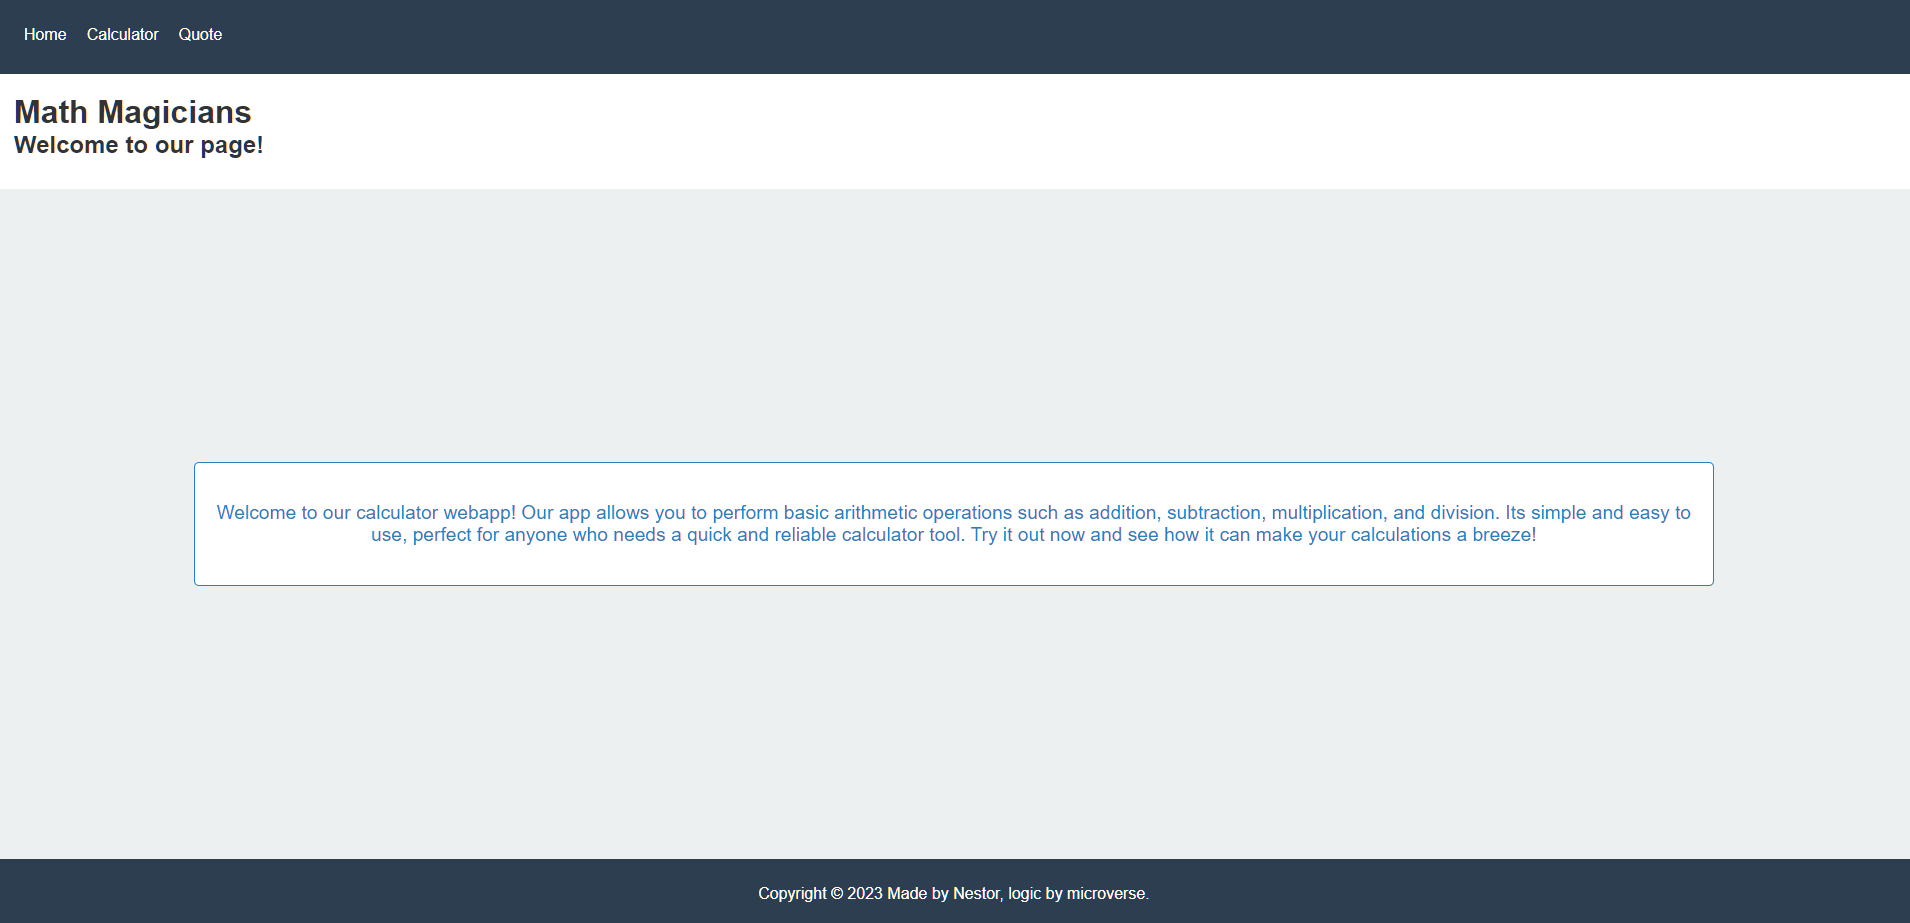 Home Calculator Quote
Math Magicians
Welcome to our page!
Welcome to our calculator webapp! Our app allows you to perform basic arithmetic operations such as addition, subtraction, multiplication, and division. Its simple and easy to
use, perfect for anyone who needs a quick and reliable calculator tool. Try it out now and see how it can make your calculations a breeze!
Copyright © 2023 Made by Nestor, logic by microverse.